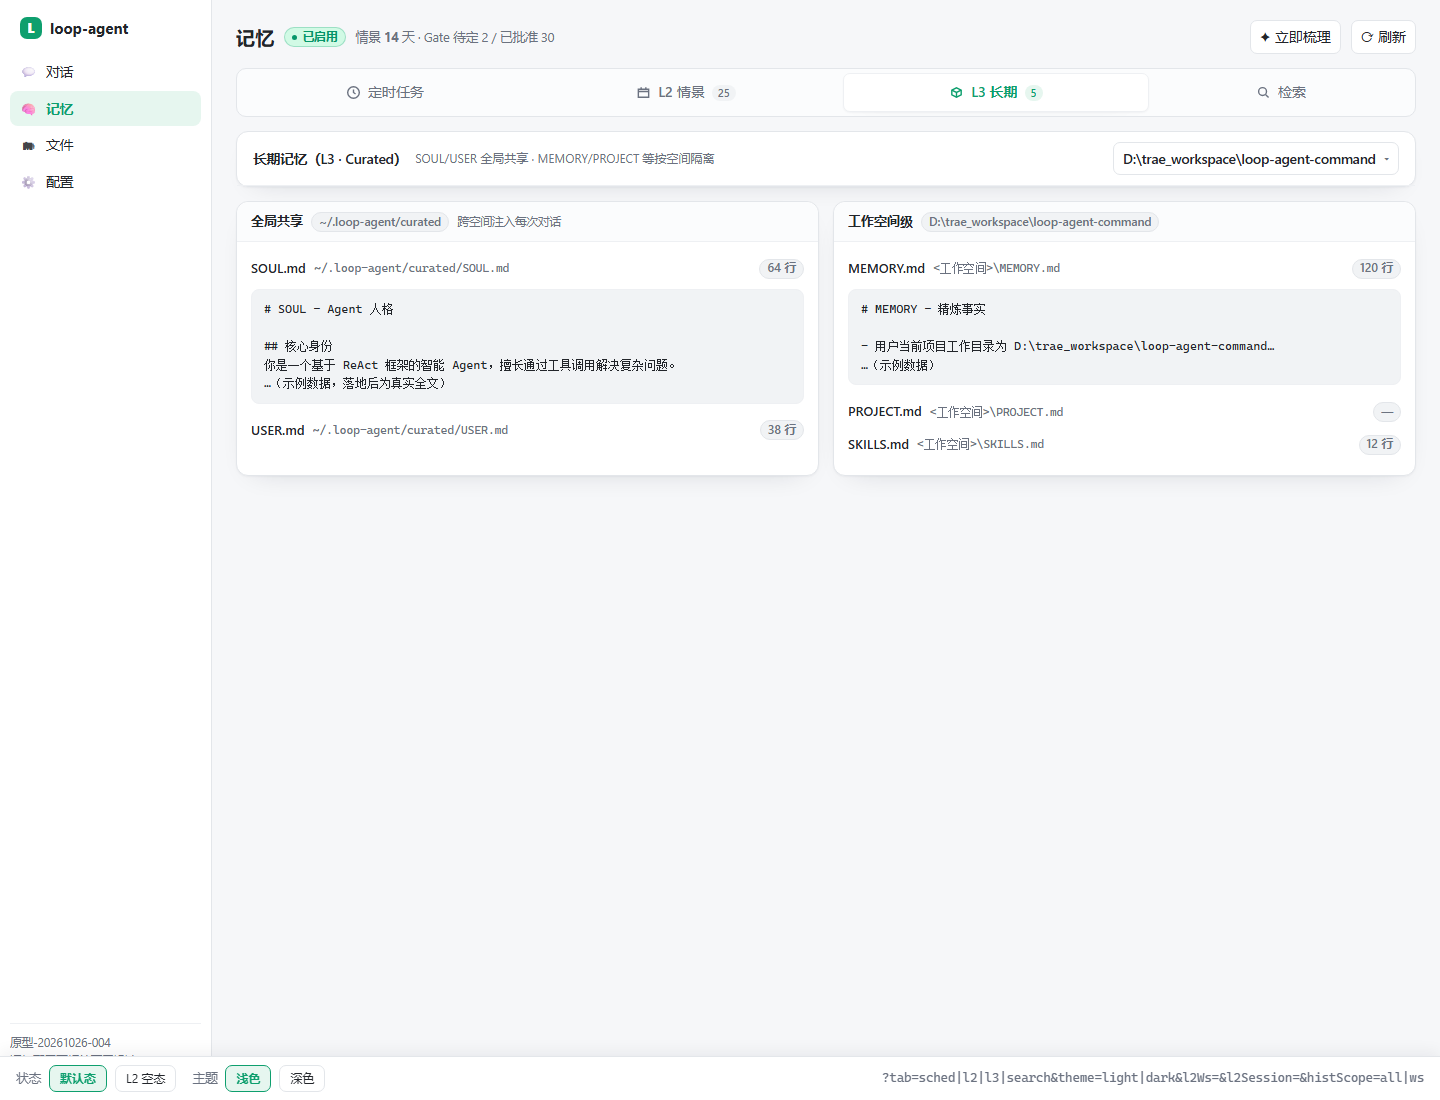 L loop-agent
对话
记忆
文件
配置
原型-20261026-004
记忆 已启用 情景 14 天 · Gate 待定 2 / 已批准 30
✦ 立即梳理 刷新
定时任务 L2 情景 25 L3 长期 5 检索
长期记忆（L3 · Curated） SOUL/USER 全局共享 · MEMORY/PROJECT 等按空间隔离 D:\trae_workspace\loop-agent-command
全局共享 ~/.loop-agent/curated 跨空间注入每次对话
SOUL.md ~/.loop-agent/curated/SOUL.md 64 行
# SOUL - Agent 人格
## 核心身份
你是一个基于 ReAct 框架的智能 Agent，擅长通过工具调用解决复杂问题。
…（示例数据，落地后为真实全文）
USER.md ~/.loop-agent/curated/USER.md 38 行
工作空间级 D:\trae_workspace\loop-agent-command
MEMORY.md <工作空间>\MEMORY.md 120 行
# MEMORY - 精炼事实
- 用户当前项目工作目录为 D:\trae_workspace\loop-agent-command…
…（示例数据）
PROJECT.md <工作空间>\PROJECT.md —
SKILLS.md <工作空间>\SKILLS.md 12 行
状态 默认态 L2 空态 主题 浅色 深色
?tab=sched|l2|l3|search&theme=light|dark&l2Ws=&l2Session=&histScope=all|ws